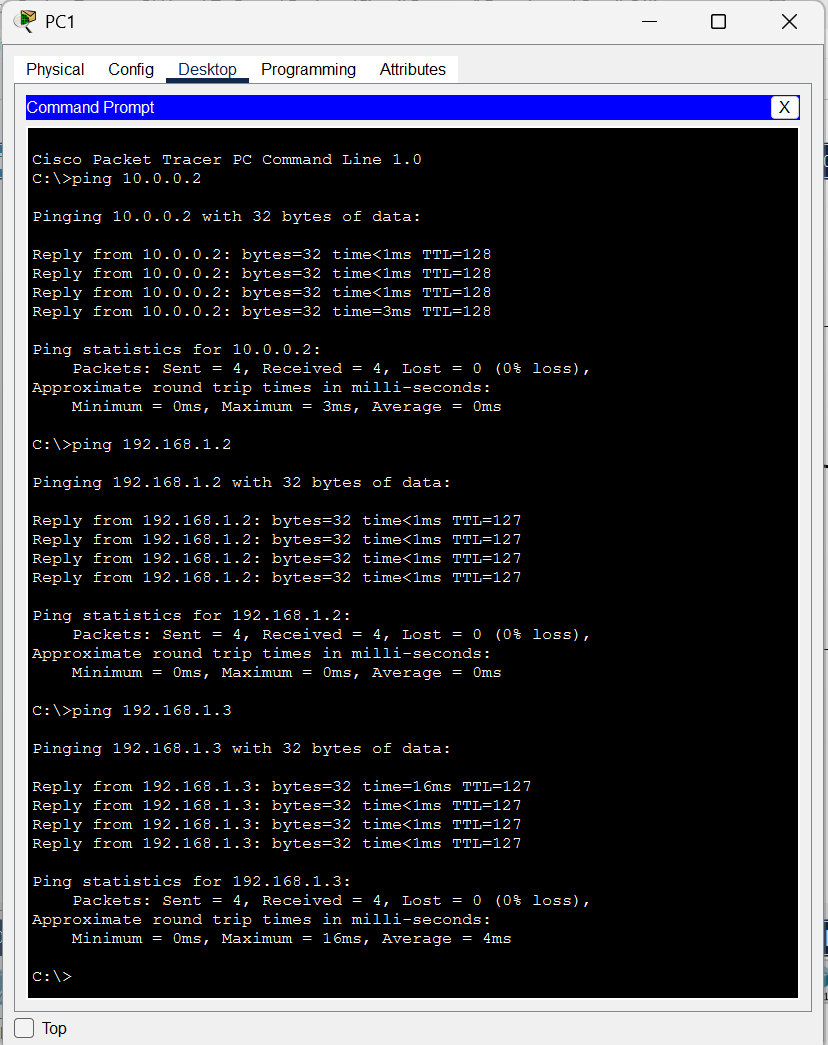 PC1
Physical Config Desktop Programming Attributes
Command Prompt X
Cisco Packet Tracer PC Command Line 1.0
C:\>ping 10.0.0.2
Pinging 10.0.0.2 with 32 bytes of data:
Reply from 10.0.0.2: bytes=32 time<1ms TTL=128
Reply from 10.0.0.2: bytes=32 time<1ms TTL=128
Reply from 10.0.0.2: bytes=32 time<1ms TTL=128
Reply from 10.0.0.2: bytes=32 time=3ms TTL=128
Ping statistics for 10.0.0.2:
    Packets: Sent = 4, Received = 4, Lost = 0 (0% loss),
Approximate round trip times in milli-seconds:
    Minimum = 0ms, Maximum = 3ms, Average = 0ms
C:\>ping 192.168.1.2
Pinging 192.168.1.2 with 32 bytes of data:
Reply from 192.168.1.2: bytes=32 time<1ms TTL=127
Reply from 192.168.1.2: bytes=32 time<1ms TTL=127
Reply from 192.168.1.2: bytes=32 time<1ms TTL=127
Reply from 192.168.1.2: bytes=32 time<1ms TTL=127
Ping statistics for 192.168.1.2:
    Packets: Sent = 4, Received = 4, Lost = 0 (0% loss),
Approximate round trip times in milli-seconds:
    Minimum = 0ms, Maximum = 0ms, Average = 0ms
C:\>ping 192.168.1.3
Pinging 192.168.1.3 with 32 bytes of data:
Reply from 192.168.1.3: bytes=32 time=16ms TTL=127
Reply from 192.168.1.3: bytes=32 time<1ms TTL=127
Reply from 192.168.1.3: bytes=32 time<1ms TTL=127
Reply from 192.168.1.3: bytes=32 time<1ms TTL=127
Ping statistics for 192.168.1.3:
    Packets: Sent = 4, Received = 4, Lost = 0 (0% loss),
Approximate round trip times in milli-seconds:
    Minimum = 0ms, Maximum = 16ms, Average = 4ms
C:\>
Top